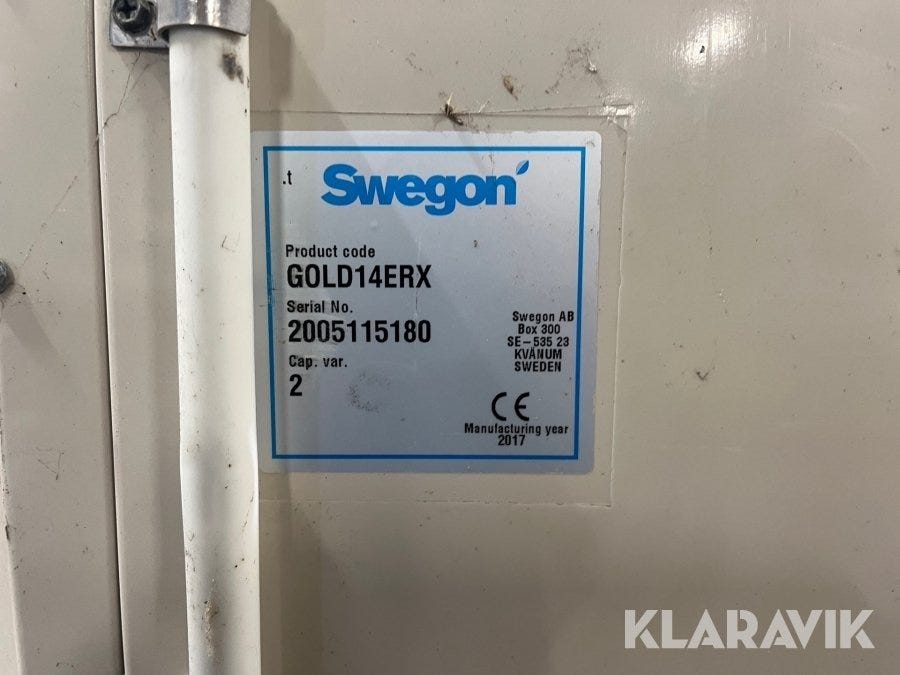 .t
Swegon
Product code
GOLD14ERX
Serial No.
2005115180
Cap. var.
2
Swegon AB
Box 300
SE-535 23
KVÄNUM
SWEDEN
CE
Manufacturing year
2017
KLARAVIK